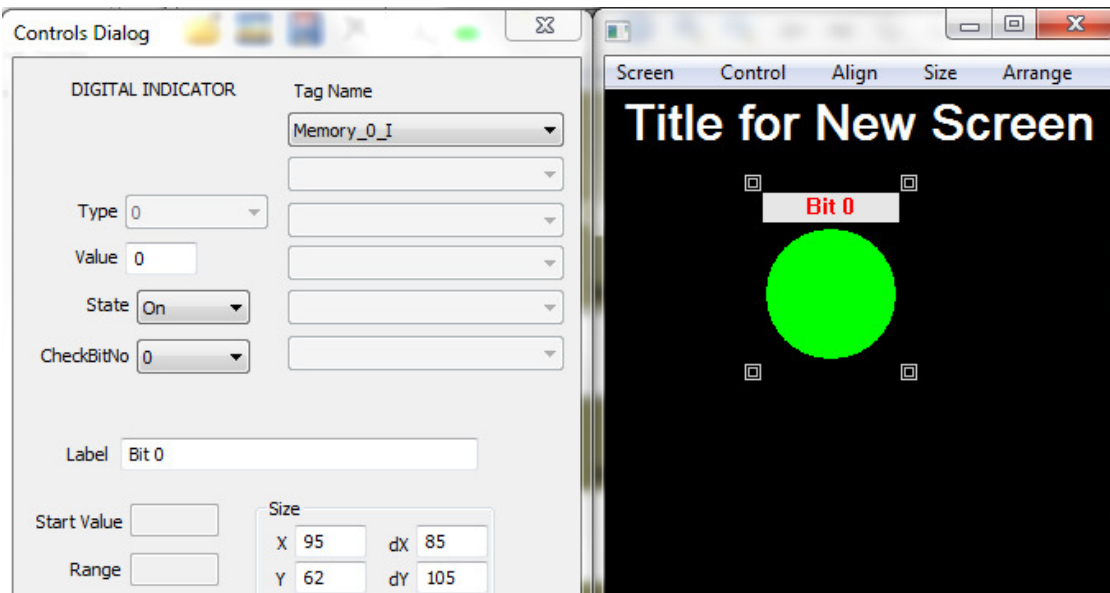 Controls Dialog
DIGITAL INDICATOR
Tag Name
Memory_0_I
Type 0
Value 0
State On
CheckBitNo 0
Label Bit 0
Start Value
Range
Size
X 95 dX 85
Y 62 dY 105
Screen Control Align Size Arrange
Title for New Screen
Bit 0